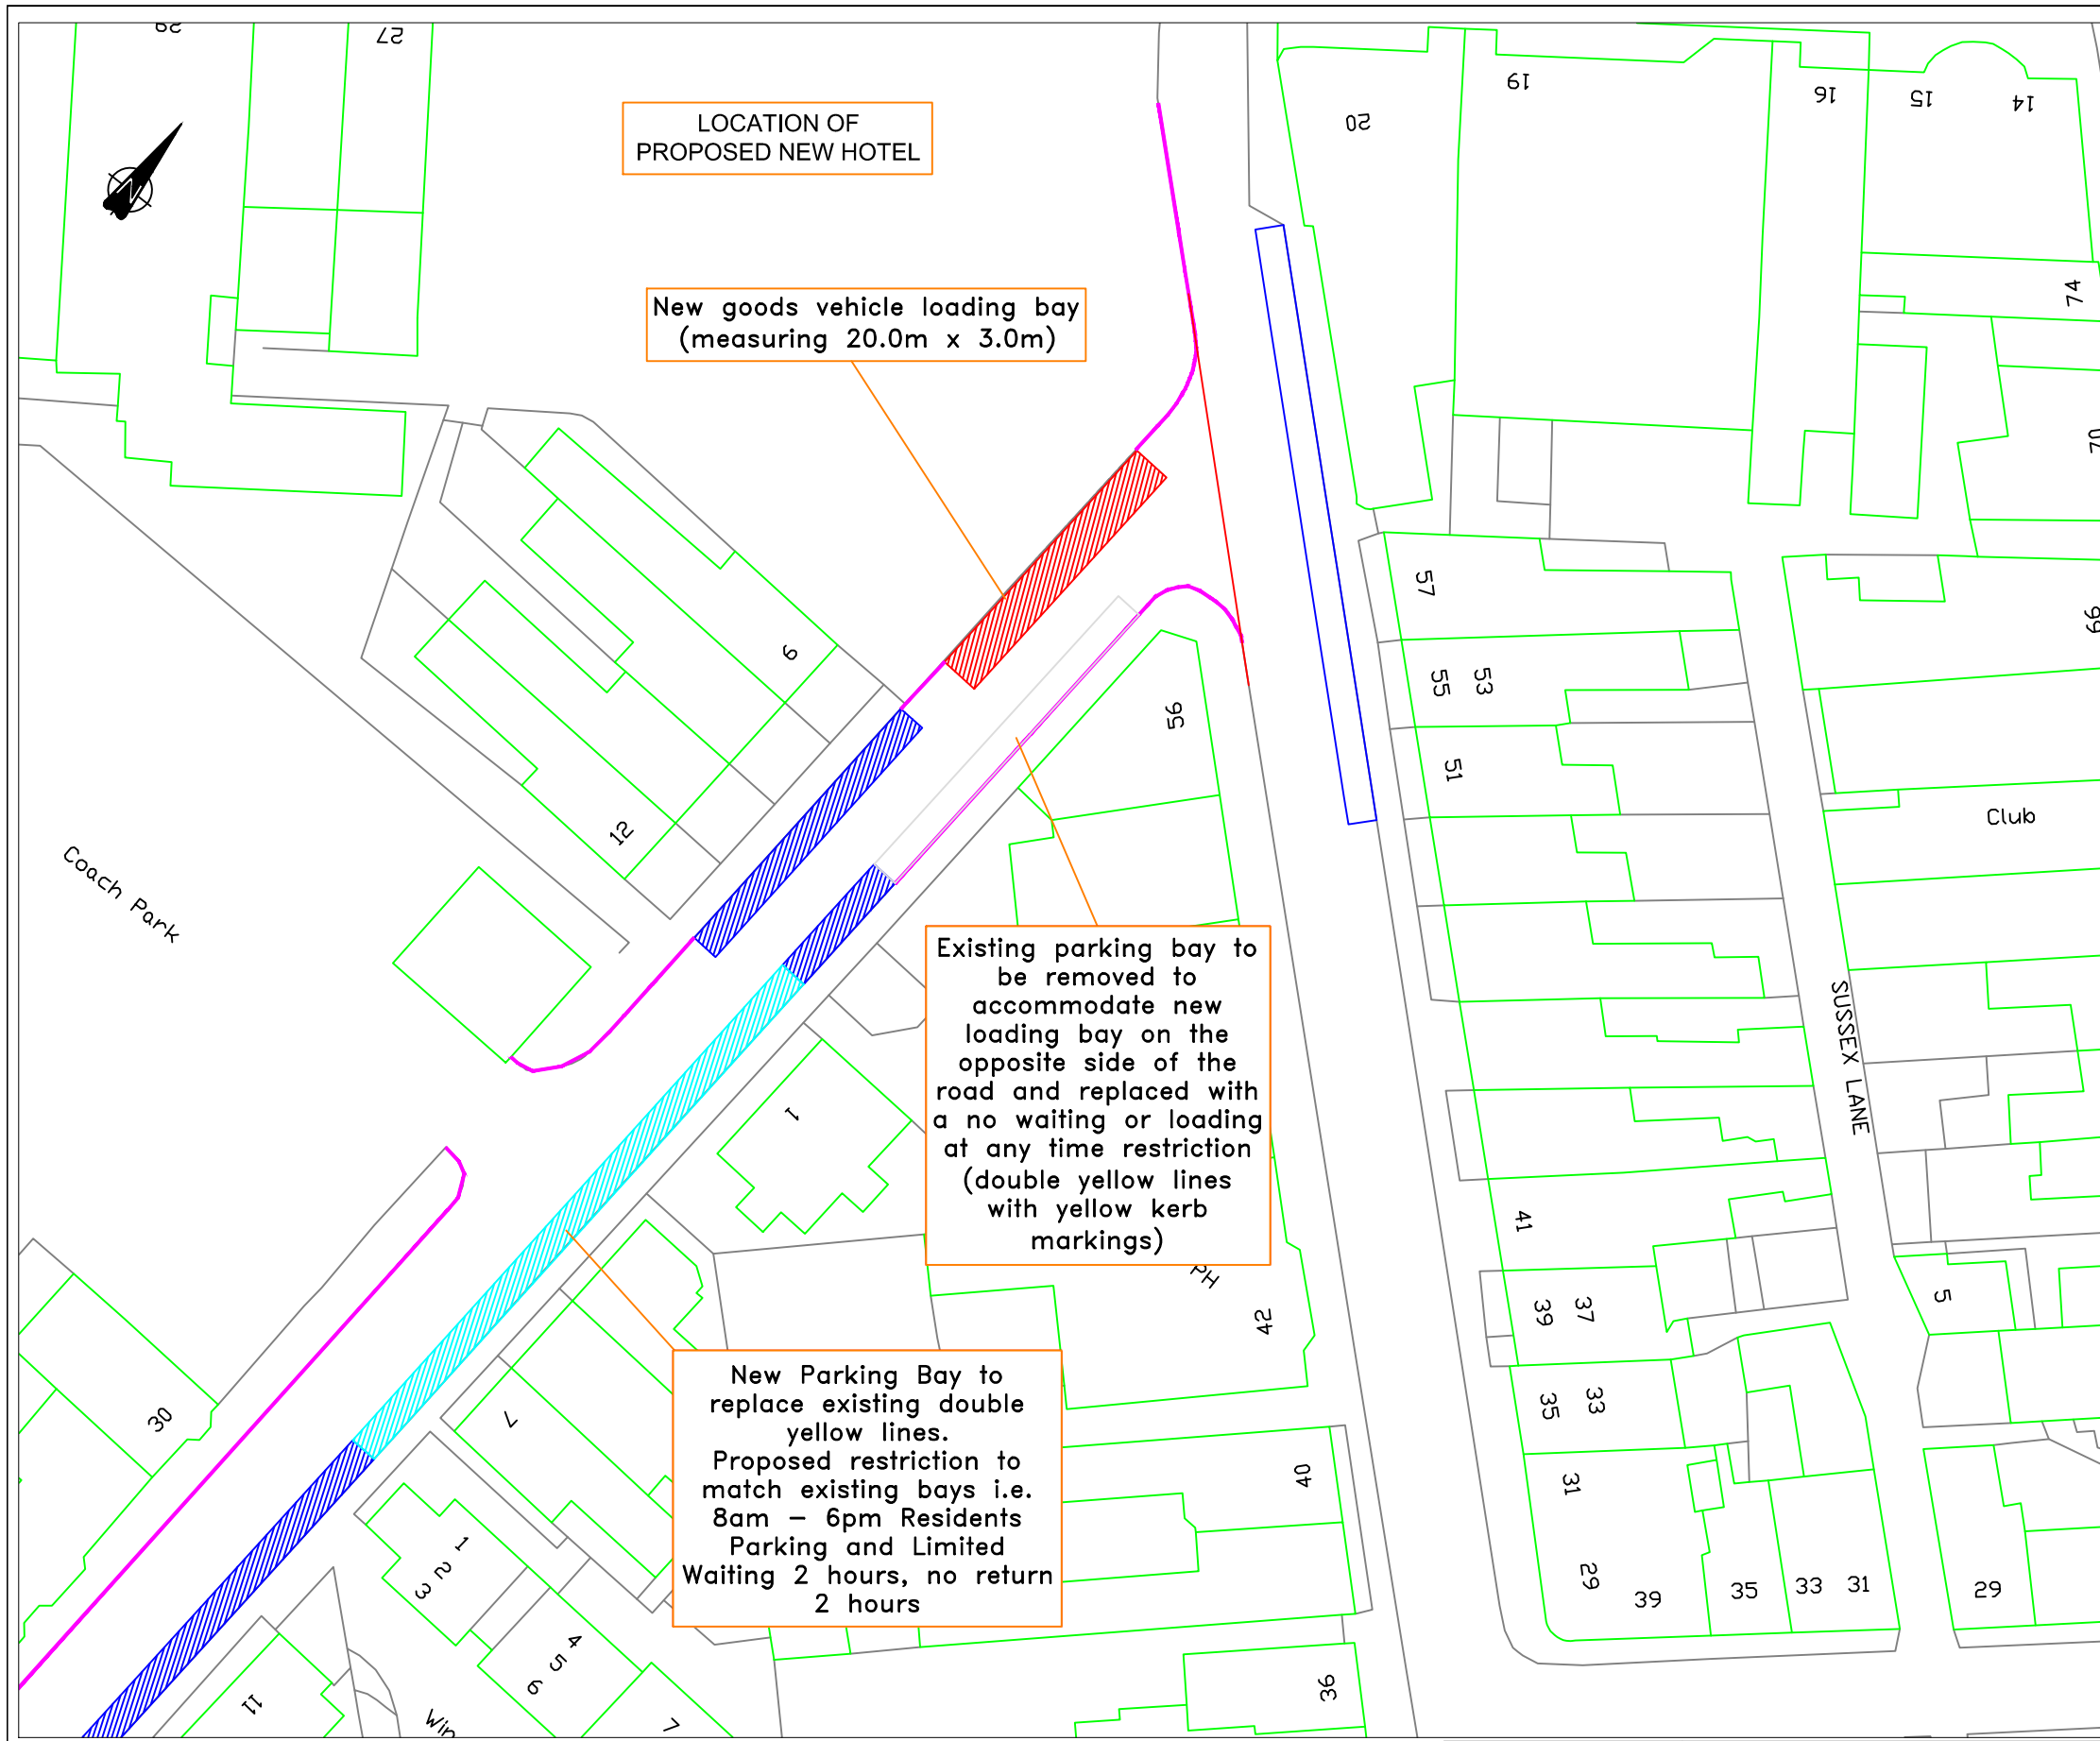 27
LOCATION OF
PROPOSED NEW HOTEL
19
16
15
14
20
N
74
New goods vehicle loading bay
(measuring 20.0m x 3.0m)
70
57
6
55 53
56
51
12
Club
Coach Park
Existing parking bay to
be removed to
accommodate new
loading bay on the
opposite side of the
road and replaced with
a no waiting or loading
at any time restriction
(double yellow lines
with yellow kerb
markings)
SUSSEX LANE
1
41
PH
42
5
39 37
New Parking Bay to
replace existing double
yellow lines.
Proposed restriction to
match existing bays i.e.
8am – 6pm Residents
Parking and Limited
Waiting 2 hours, no return
2 hours
35 33
30
7
40
31
1
2
3
29
39
35
33
31
29
4
5
6
36
11
7